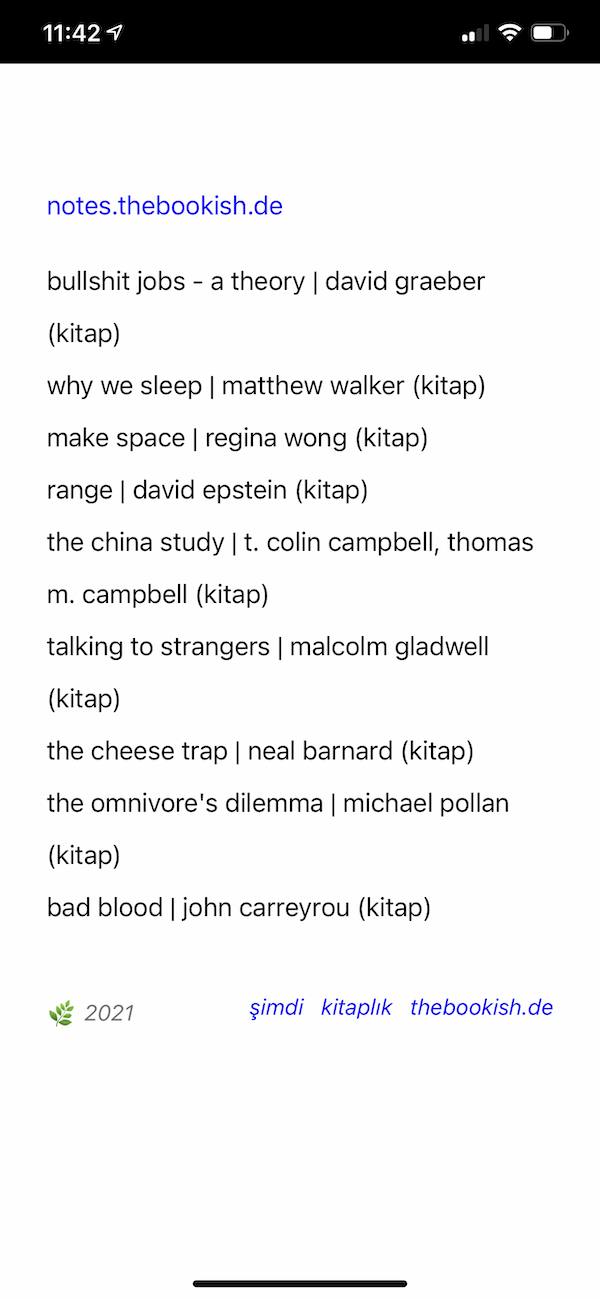 11:42
notes.thebookish.de
bullshit jobs - a theory | david graeber
(kitap)
why we sleep | matthew walker (kitap)
make space | regina wong (kitap)
range | david epstein (kitap)
the china study | t. colin campbell, thomas
m. campbell (kitap)
talking to strangers | malcolm gladwell
(kitap)
the cheese trap | neal barnard (kitap)
the omnivore's dilemma | michael pollan
(kitap)
bad blood | john carreyrou (kitap)
🌿 2021 şimdi kitaplık thebookish.de